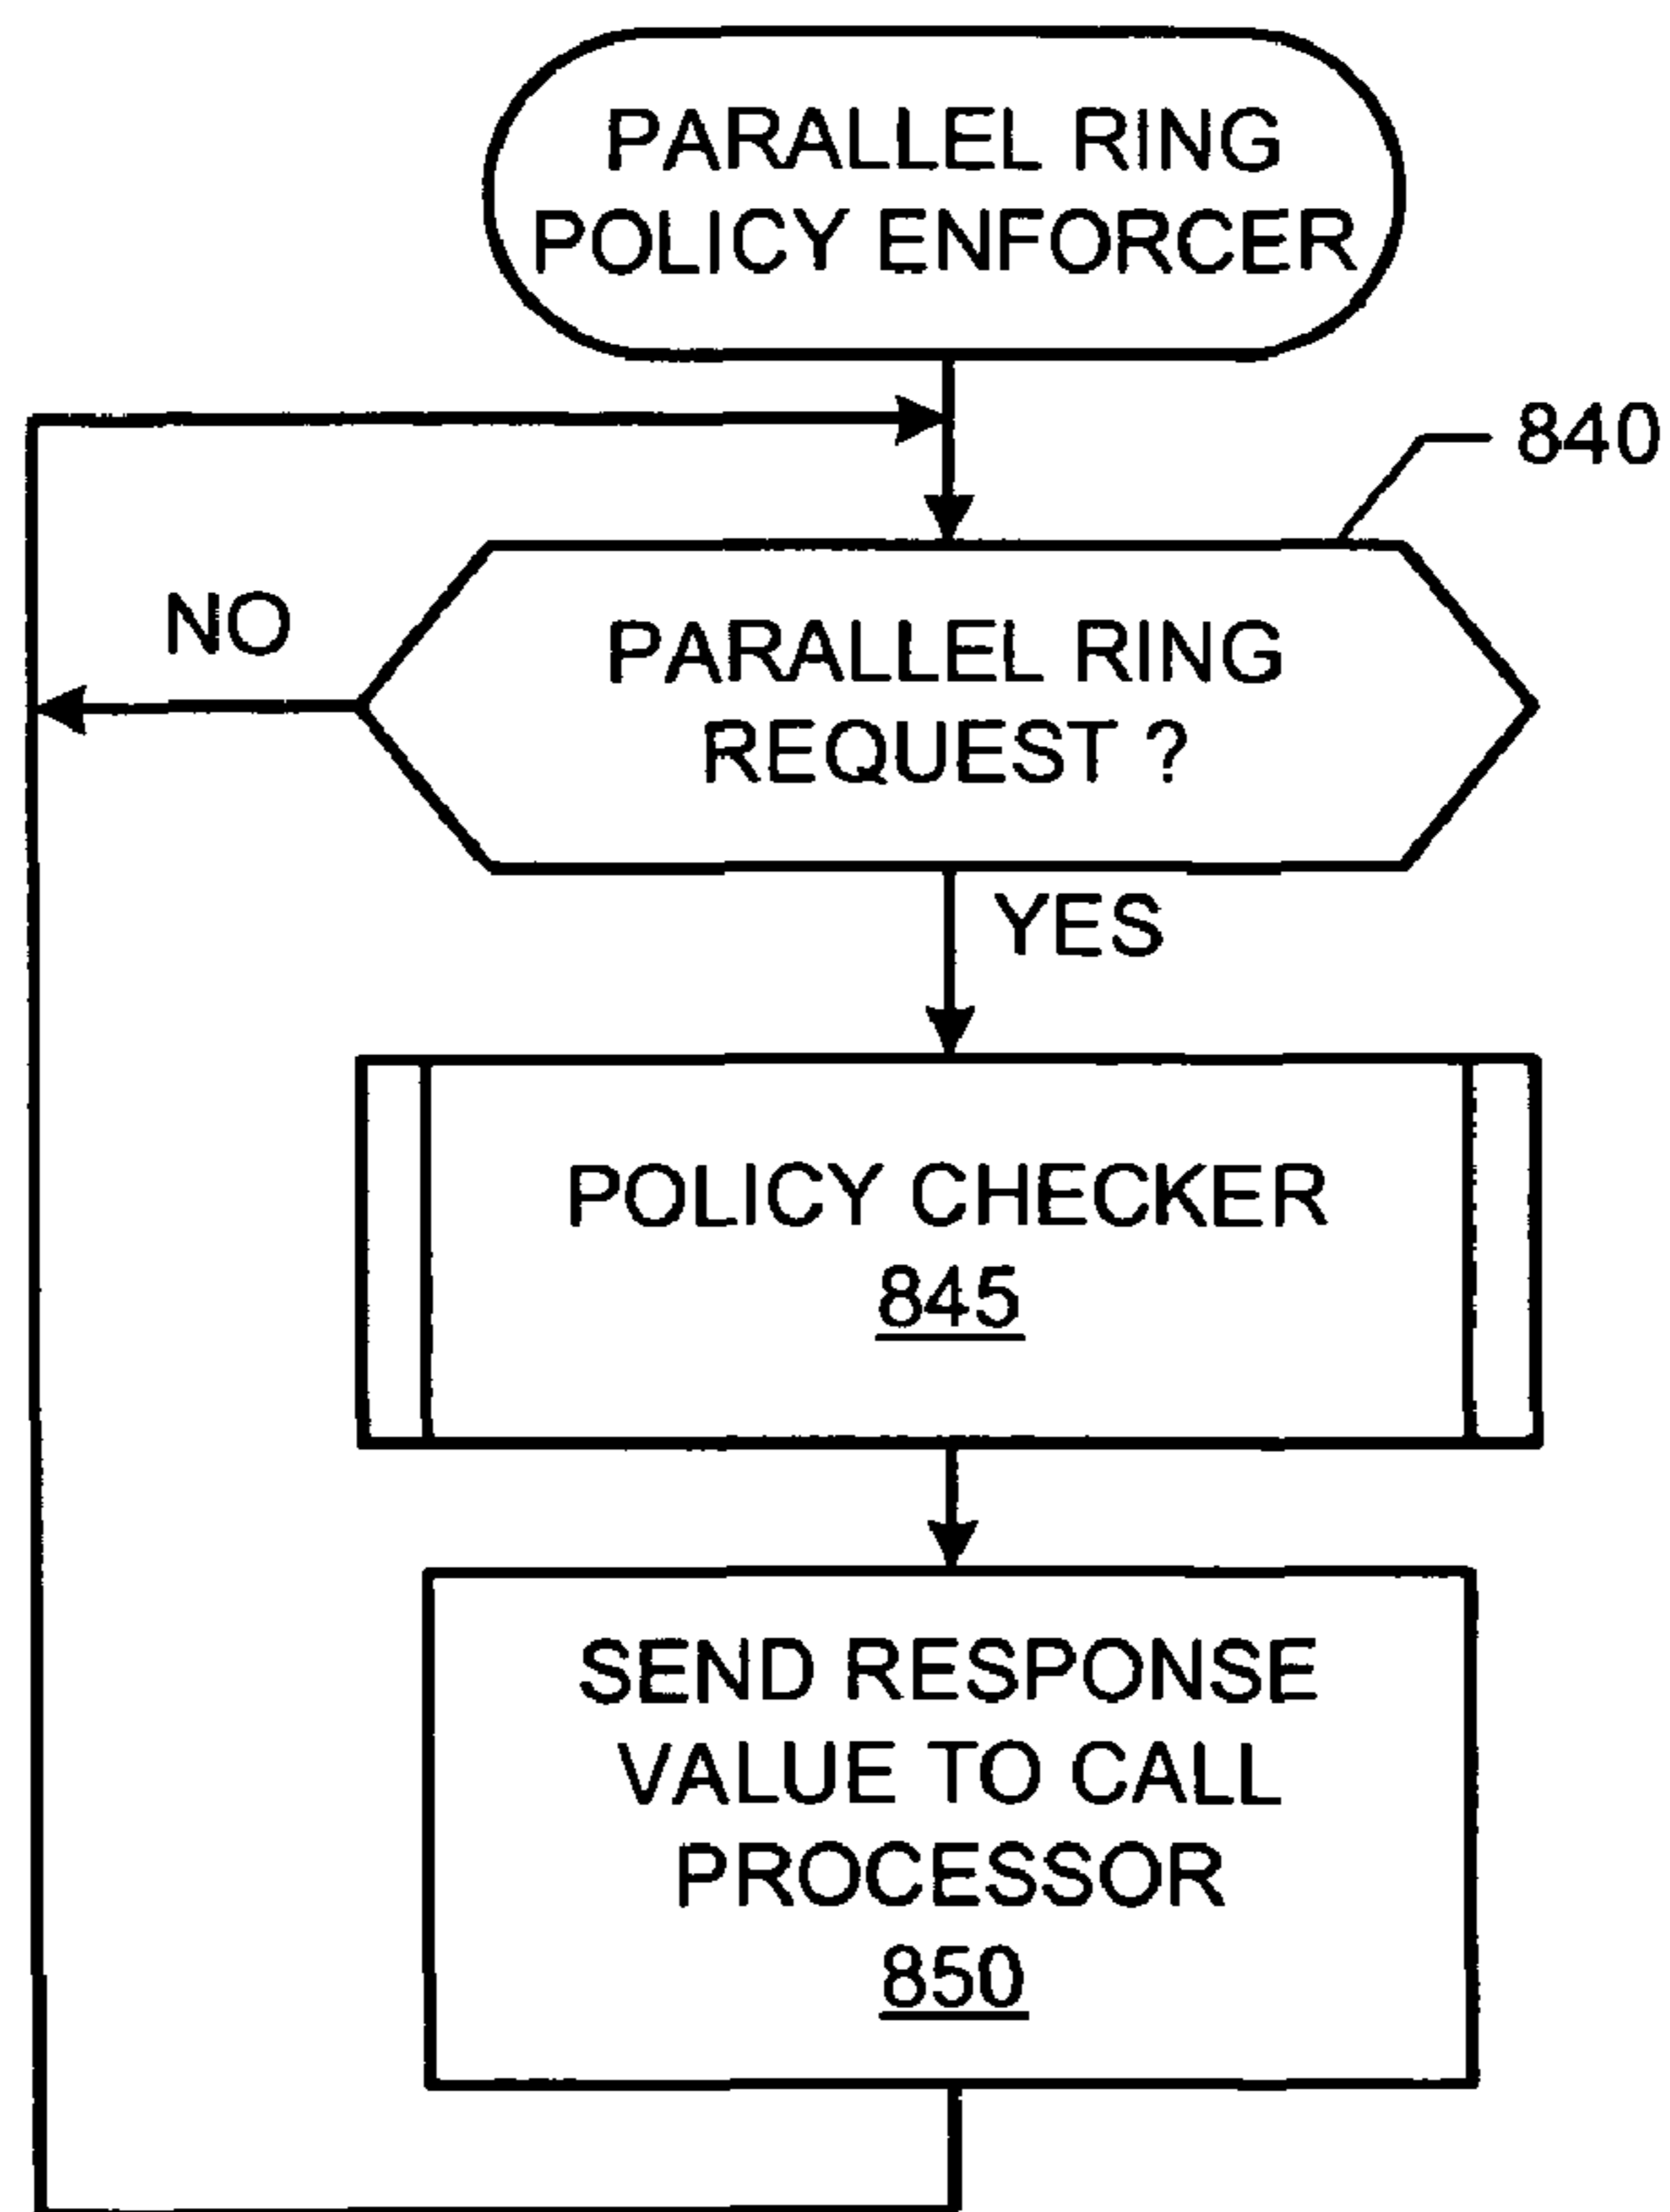 PARALLEL RING
POLICY ENFORCER
840
NO
PARALLEL RING
REQUEST ?
YES
POLICY CHECKER
845
SEND RESPONSE
VALUE TO CALL
PROCESSOR
850